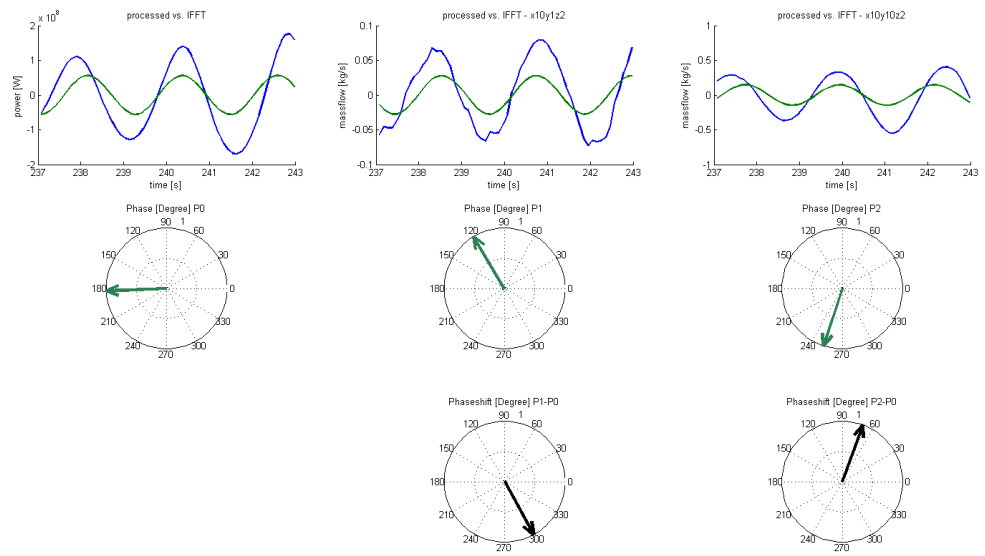 processed vs. IFFT
x 10^8
2
1
0
-1
-2
power [W]
237 238 239 240 241 242 243
time [s]
processed vs. IFFT - x10y1z2
0.1
0.05
0
-0.05
-0.1
massflow [kg/s]
237 238 239 240 241 242 243
time [s]
processed vs. IFFT - x10y10z2
1
0.5
0
-0.5
-1
massflow [kg/s]
237 238 239 240 241 242 243
time [s]
Phase [Degree] P0
90 1
120 60
150 30
180 0
210 330
240 300
270
Phase [Degree] P1
90 1
120 60
150 30
180 0
210 330
240 300
270
Phase [Degree] P2
90 1
120 60
150 30
180 0
210 330
240 300
270
Phaseshift [Degree] P1-P0
90 1
120 60
150 30
180 0
210 330
240 300
270
Phaseshift [Degree] P2-P0
90 1
120 60
150 30
180 0
210 330
240 300
270